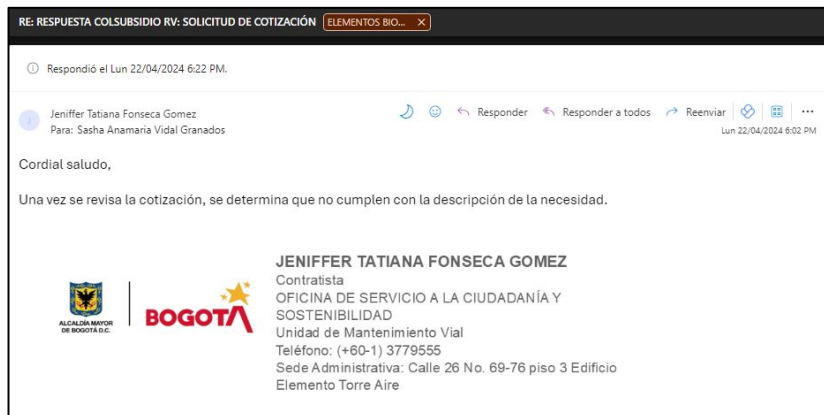 RE: RESPUESTA COLSUBSIDIO RV: SOLICITUD DE COTIZACIÓN ELEMENTOS BIO... X
Respondió el Lun 22/04/2024 6:22 PM.
Jeniffer Tatiana Fonseca Gomez
Para: Sasha Anamaria Vidal Granados
Responder Responder a todos Reenviar ...
Lun 22/04/2024 6:02 PM
Cordial saludo,
Una vez se revisa la cotización, se determina que no cumplen con la descripción de la necesidad.
ALCALDÍA MAYOR
DE BOGOTÁ D.C.
BOGOTÁ
JENIFFER TATIANA FONSECA GOMEZ
Contratista
OFICINA DE SERVICIO A LA CIUDADANÍA Y
SOSTENIBILIDAD
Unidad de Mantenimiento Vial
Teléfono: (+60-1) 3779555
Sede Administrativa: Calle 26 No. 69-76 piso 3 Edificio
Elemento Torre Aire